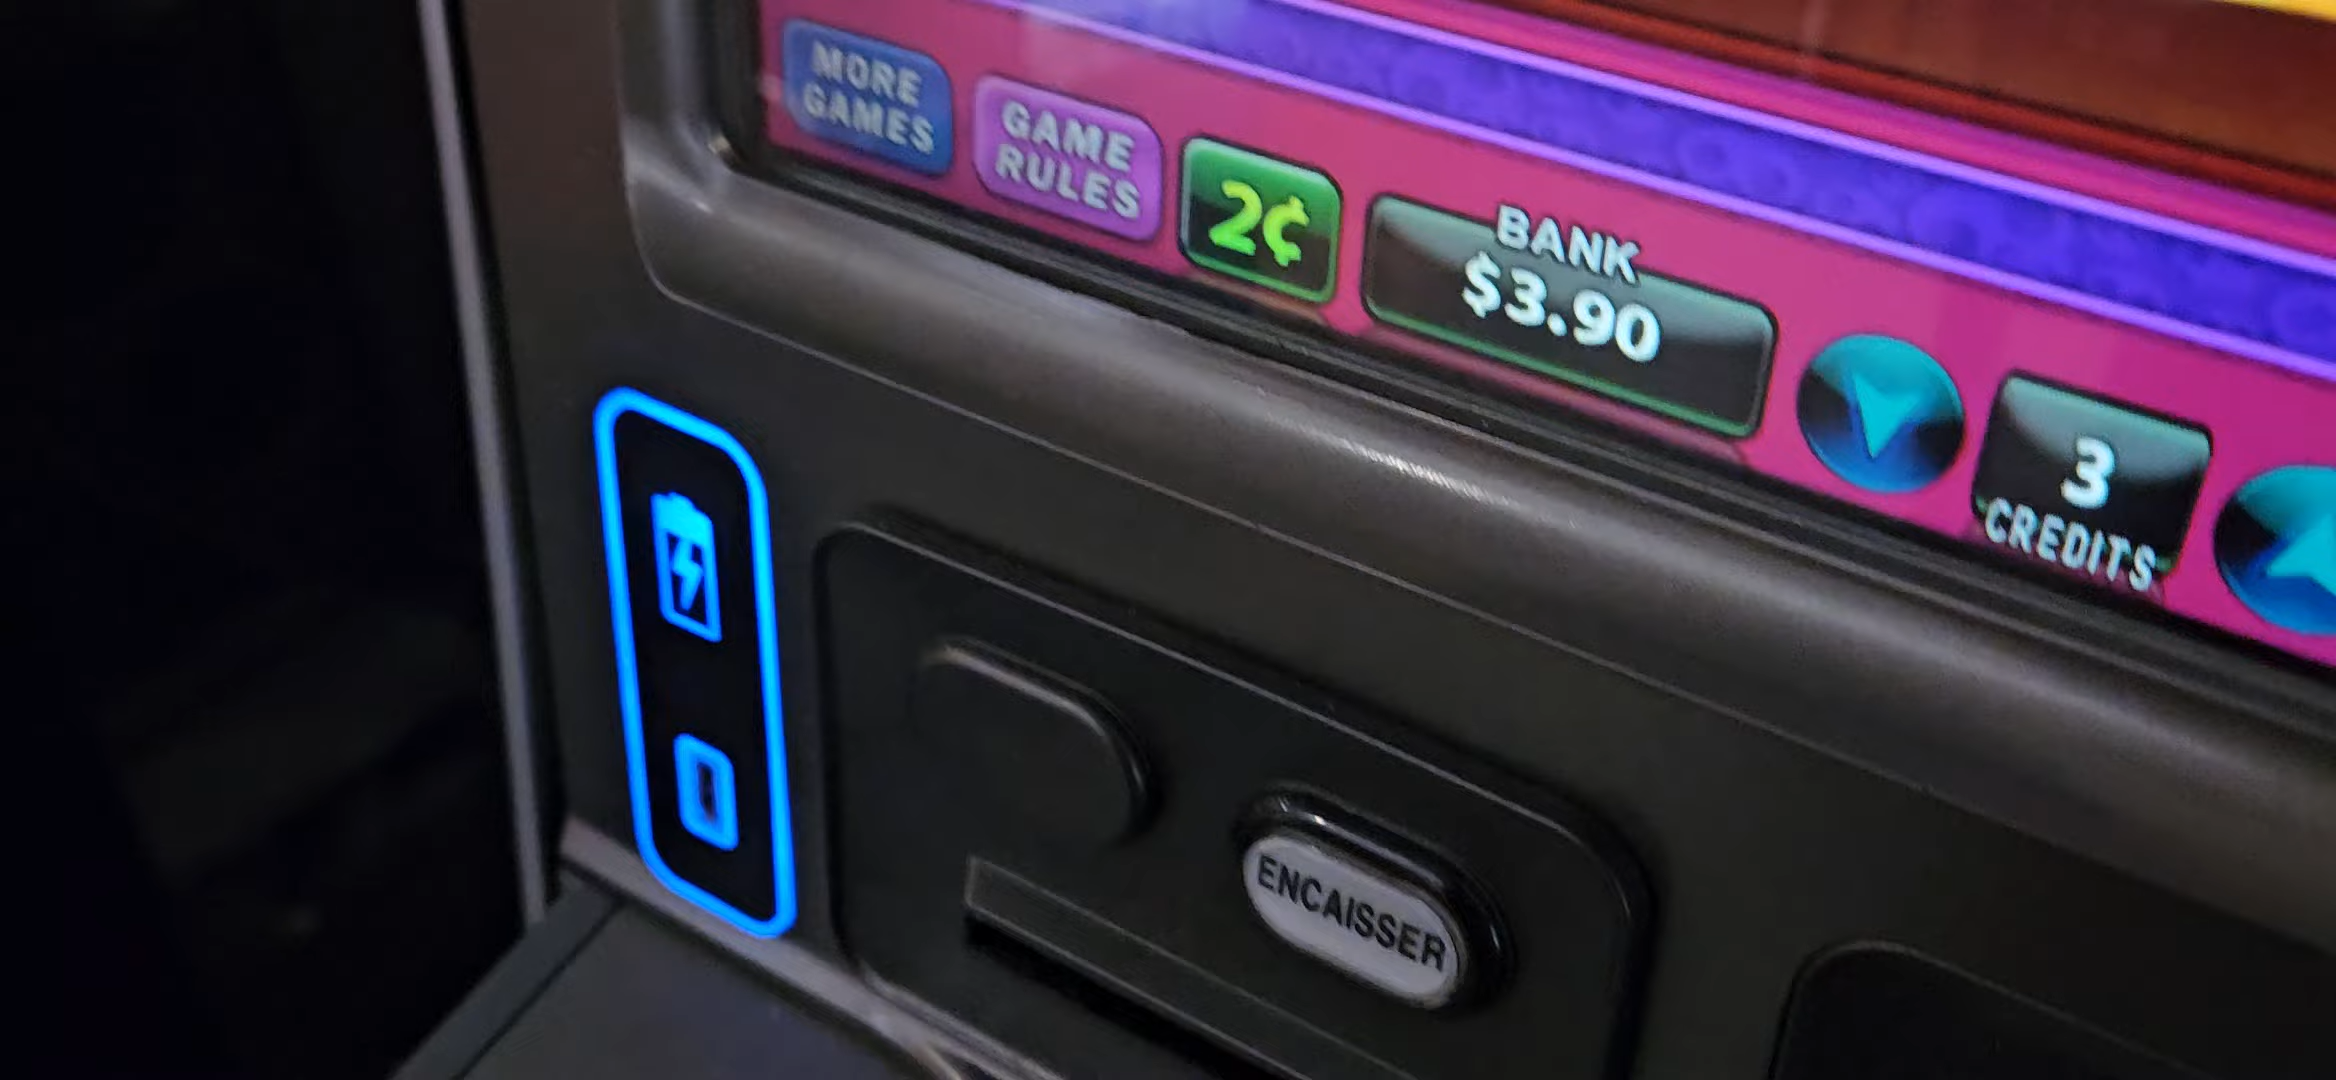 MORE
GAMES
GAME
RULES
2¢
BANK
$3.90
3
CREDITS
ENCAISSER